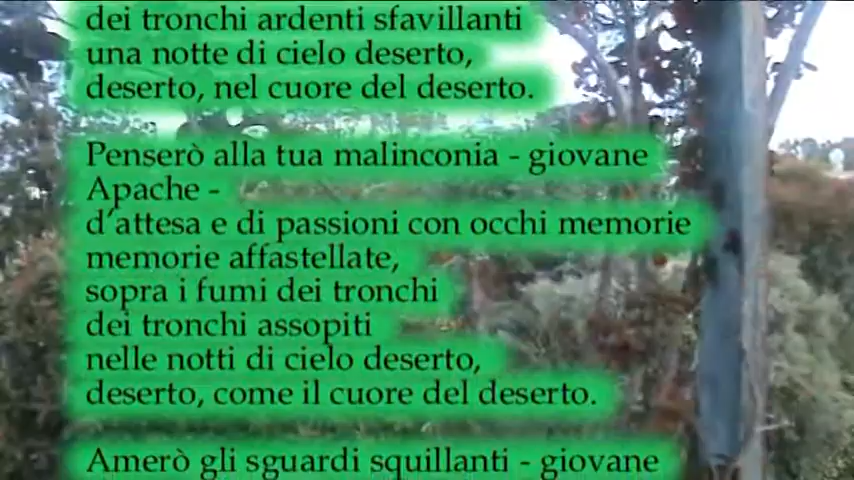 dei tronchi ardenti sfavillanti
una notte di cielo deserto,
deserto, nel cuore del deserto.
Penserò alla tua malinconia - giovane
Apache -
d'attesa e di passioni con occhi memorie
memorie affastellate,
sopra i fumi dei tronchi
dei tronchi assopiti
nelle notti di cielo deserto,
deserto, come il cuore del deserto.
Amerò gli sguardi squillanti - giovane